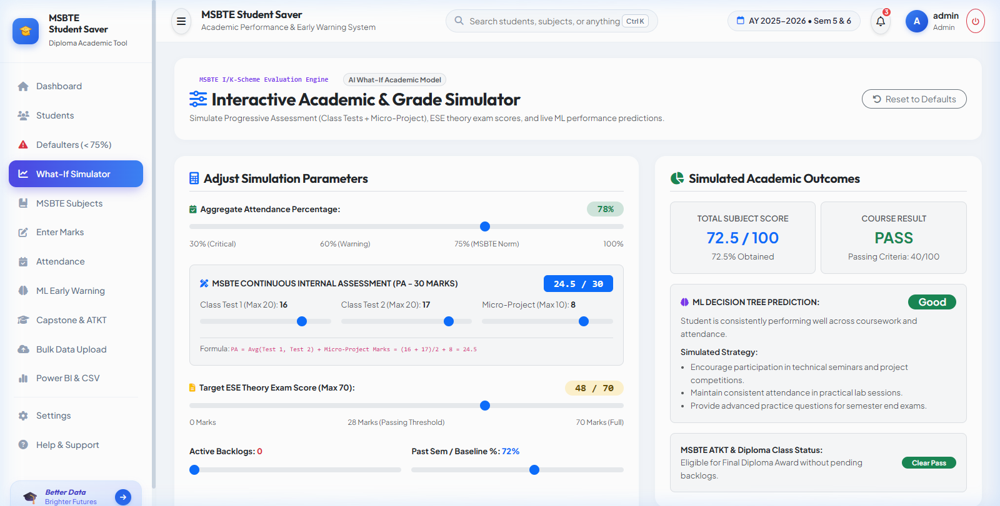 MSBTE
Student Saver
Diploma Academic Tool
Dashboard
Students
Defaulters (< 75%)
What-If Simulator
MSBTE Subjects
Enter Marks
Attendance
ML Early Warning
Capstone & ATKT
Bulk Data Upload
Power BI & CSV
Settings
Help & Support
Better Data
Brighter Futures
MSBTE Student Saver
Academic Performance & Early Warning System
Search students, subjects, or anything
Ctrl K
AY 2025-2026 • Sem 5 & 6
3
A
admin
Admin
MSBTE I/K-Scheme Evaluation Engine
AI What-If Academic Model
Interactive Academic & Grade Simulator
Simulate Progressive Assessment (Class Tests + Micro-Project), ESE theory exam scores, and live ML performance predictions.
Reset to Defaults
Adjust Simulation Parameters
Aggregate Attendance Percentage:
78%
30% (Critical)
60% (Warning)
75% (MSBTE Norm)
100%
MSBTE CONTINUOUS INTERNAL ASSESSMENT (PA - 30 MARKS)
24.5 / 30
Class Test 1 (Max 20): 16
Class Test 2 (Max 20): 17
Micro-Project (Max 10): 8
Formula: PA = Avg(Test 1, Test 2) + Micro-Project Marks = (16 + 17)/2 + 8 = 24.5
Target ESE Theory Exam Score (Max 70):
48 / 70
0 Marks
28 Marks (Passing Threshold)
70 Marks (Full)
Active Backlogs: 0
Past Sem / Baseline %: 72%
Simulated Academic Outcomes
TOTAL SUBJECT SCORE
72.5 / 100
72.5% Obtained
COURSE RESULT
PASS
Passing Criteria: 40/100
ML DECISION TREE PREDICTION:
Good
Student is consistently performing well across coursework and
attendance.
Simulated Strategy:
• Encourage participation in technical seminars and project
competitions.
• Maintain consistent attendance in practical lab sessions.
• Provide advanced practice questions for semester end exams.
MSBTE ATKT & Diploma Class Status:
Eligible for Final Diploma Award without pending
backlogs.
Clear Pass